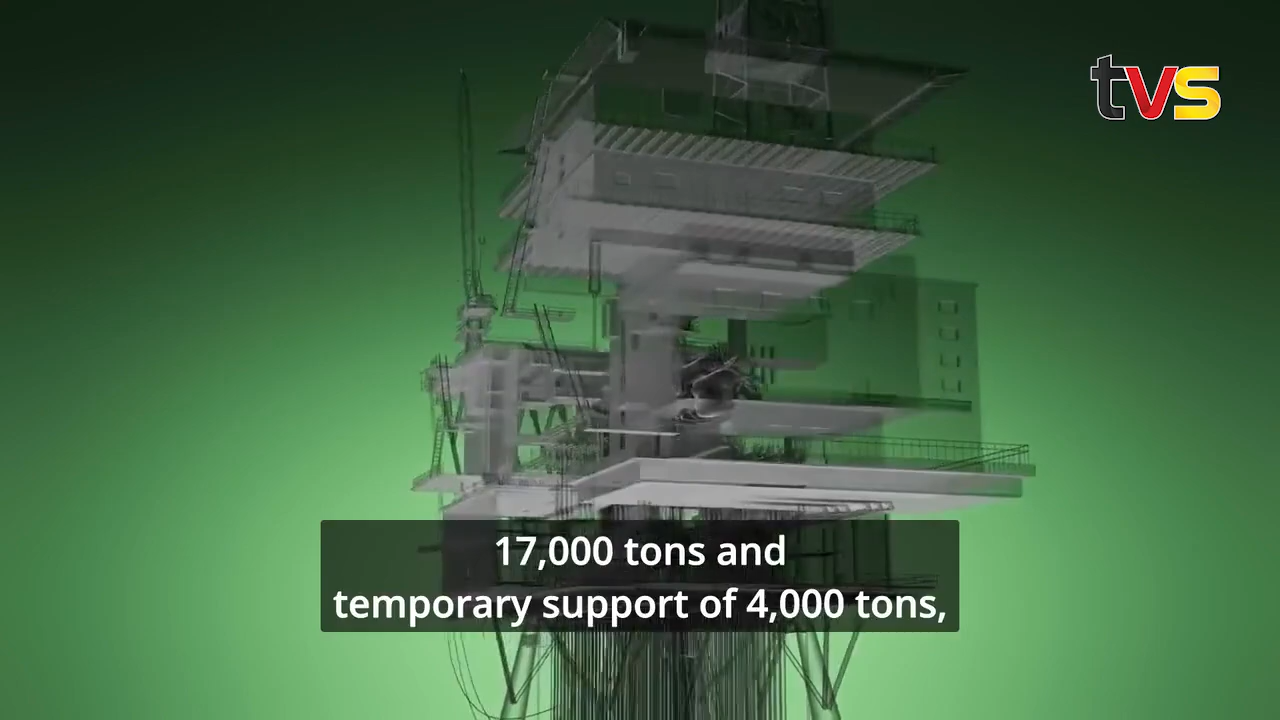 tvs
17,000 tons and
temporary support of 4,000 tons,